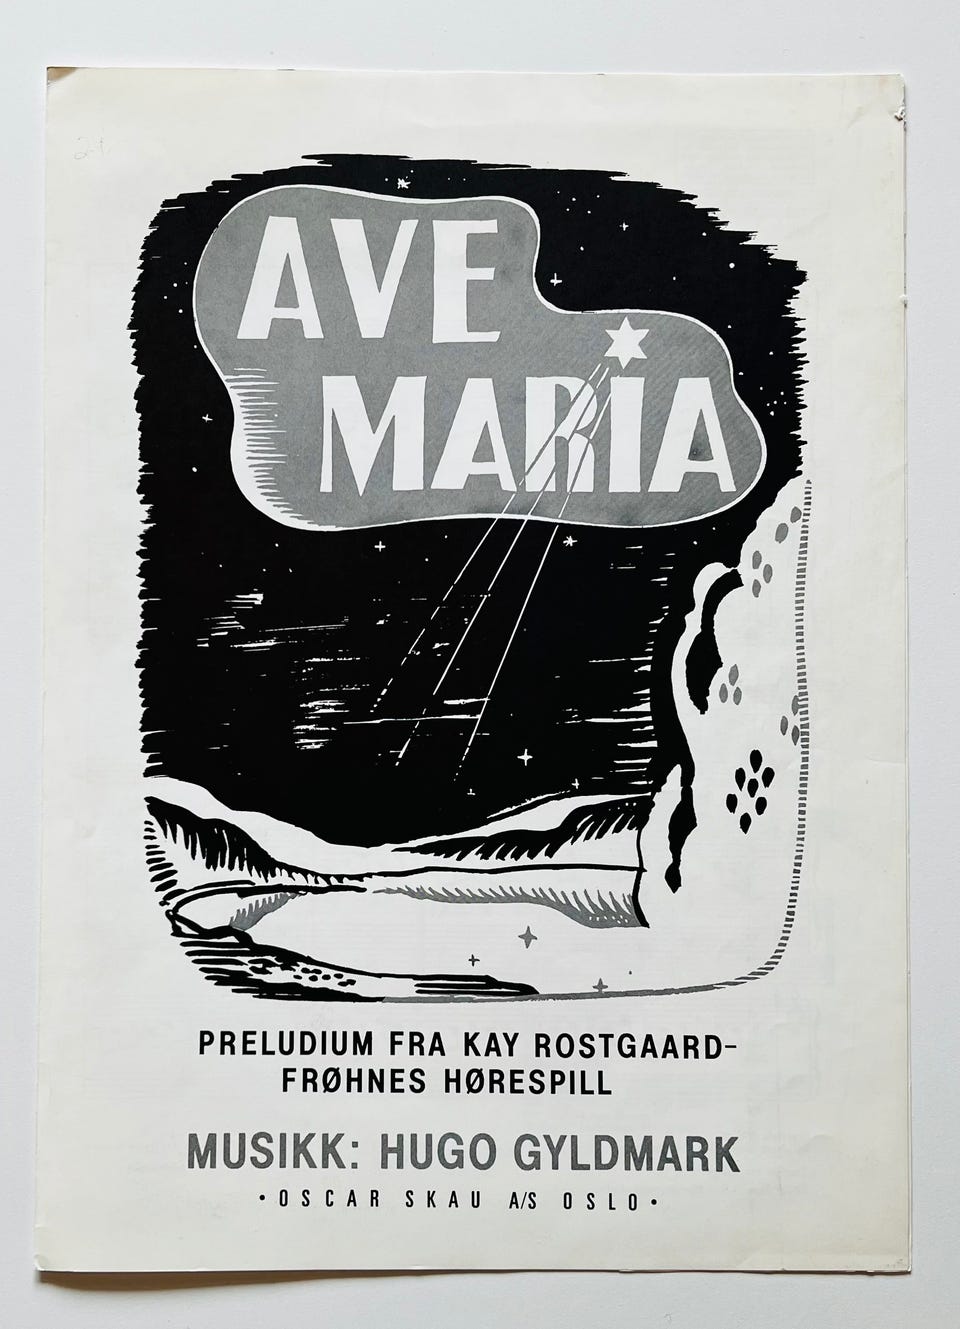 AVE
MARIA
PRELUDIUM FRA KAY ROSTGAARD-
FRØHNES HØRESPILL
MUSIKK: HUGO GYLDMARK
•OSCAR SKAU A/S OSLO•